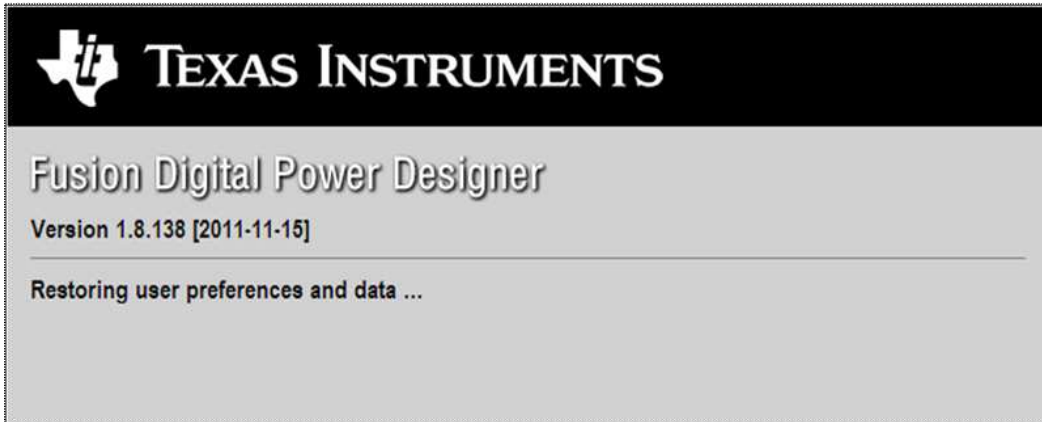 TEXAS INSTRUMENTS
Fusion Digital Power Designer
Version 1.8.138 [2011-11-15]
Restoring user preferences and data ...